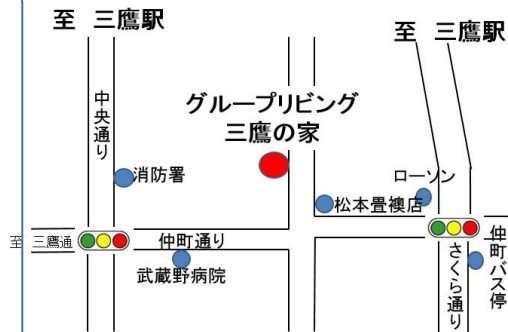 至 三鷹駅
至 三鷹駅
中央通り
グループリビング
三鷹の家
消防署
ローソン
松本畳襖店
至 三鷹通
仲町通り
武蔵野病院
さくら通り
仲町バス停